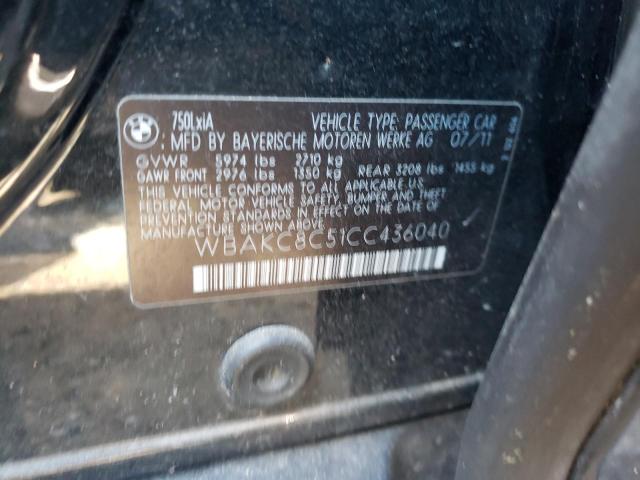 BMW
750LxiA VEHICLE TYPE: PASSENGER CAR
MFD BY BAYERISCHE MOTOREN WERKE AG 07/11
GVWR 5974 lbs 2710 kg
GAWR FRONT 2976 lbs 1350 kg REAR 3208 lbs 1455 kg
THIS VEHICLE CONFORMS TO ALL APPLICABLE
FEDERAL MOTOR VEHICLE SAFETY, BUMPER AND THEFT
PREVENTION STANDARDS IN EFFECT ON THE DATE OF
MANUFACTURE SHOWN ABOVE.
WBAKC8C51CC436040